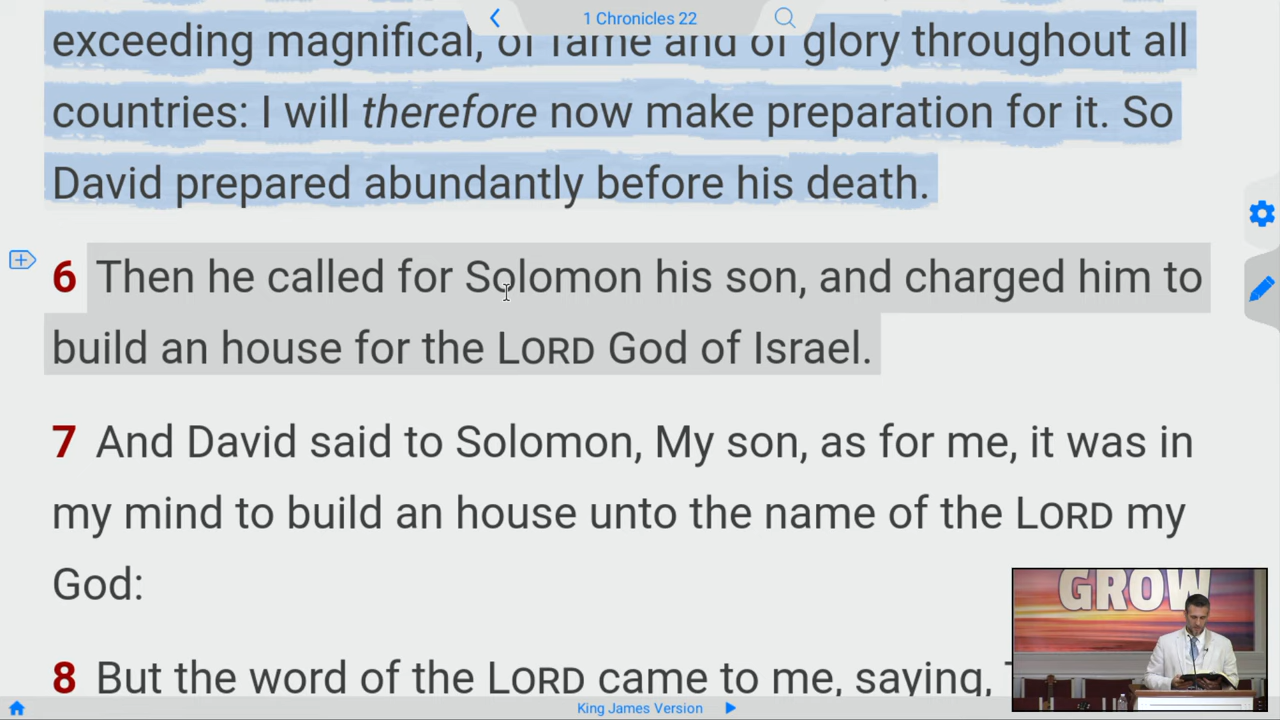 1 Chronicles 22
exceeding magnifical, of fame and of glory throughout all
countries: I will therefore now make preparation for it. So
David prepared abundantly before his death.
6 Then he called for Solomon his son, and charged him to
build an house for the LORD God of Israel.
7 And David said to Solomon, My son, as for me, it was in
my mind to build an house unto the name of the LORD my
God:
8 But the word of the LORD came to me, saying,
GROW
King James Version